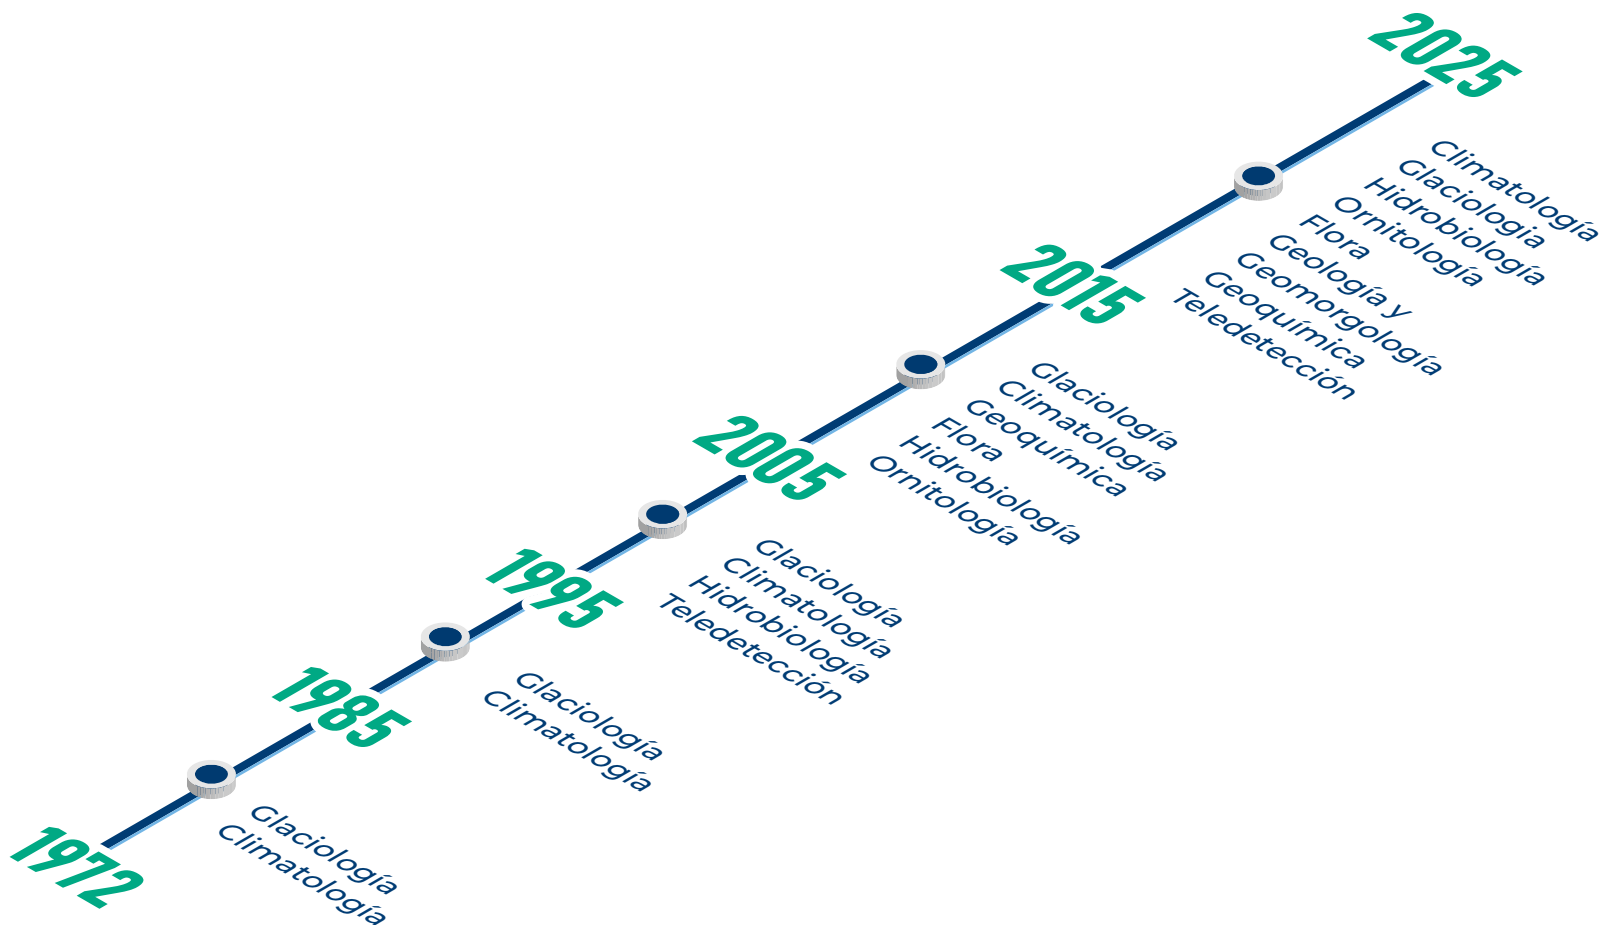 1972
Glaciología
Climatología
1985
Glaciología
Climatología
1995
Glaciología
Climatología
Hidrobiología
Teledetección
2005
Glaciología
Climatología
Geoquímica
Flora
Hidrobiología
Ornitología
2015
Climatología
Glaciologia
Hidrobiología
Ornitología
Flora
Geología y
Geomorgología
Geoquímica
Teledetección
2025